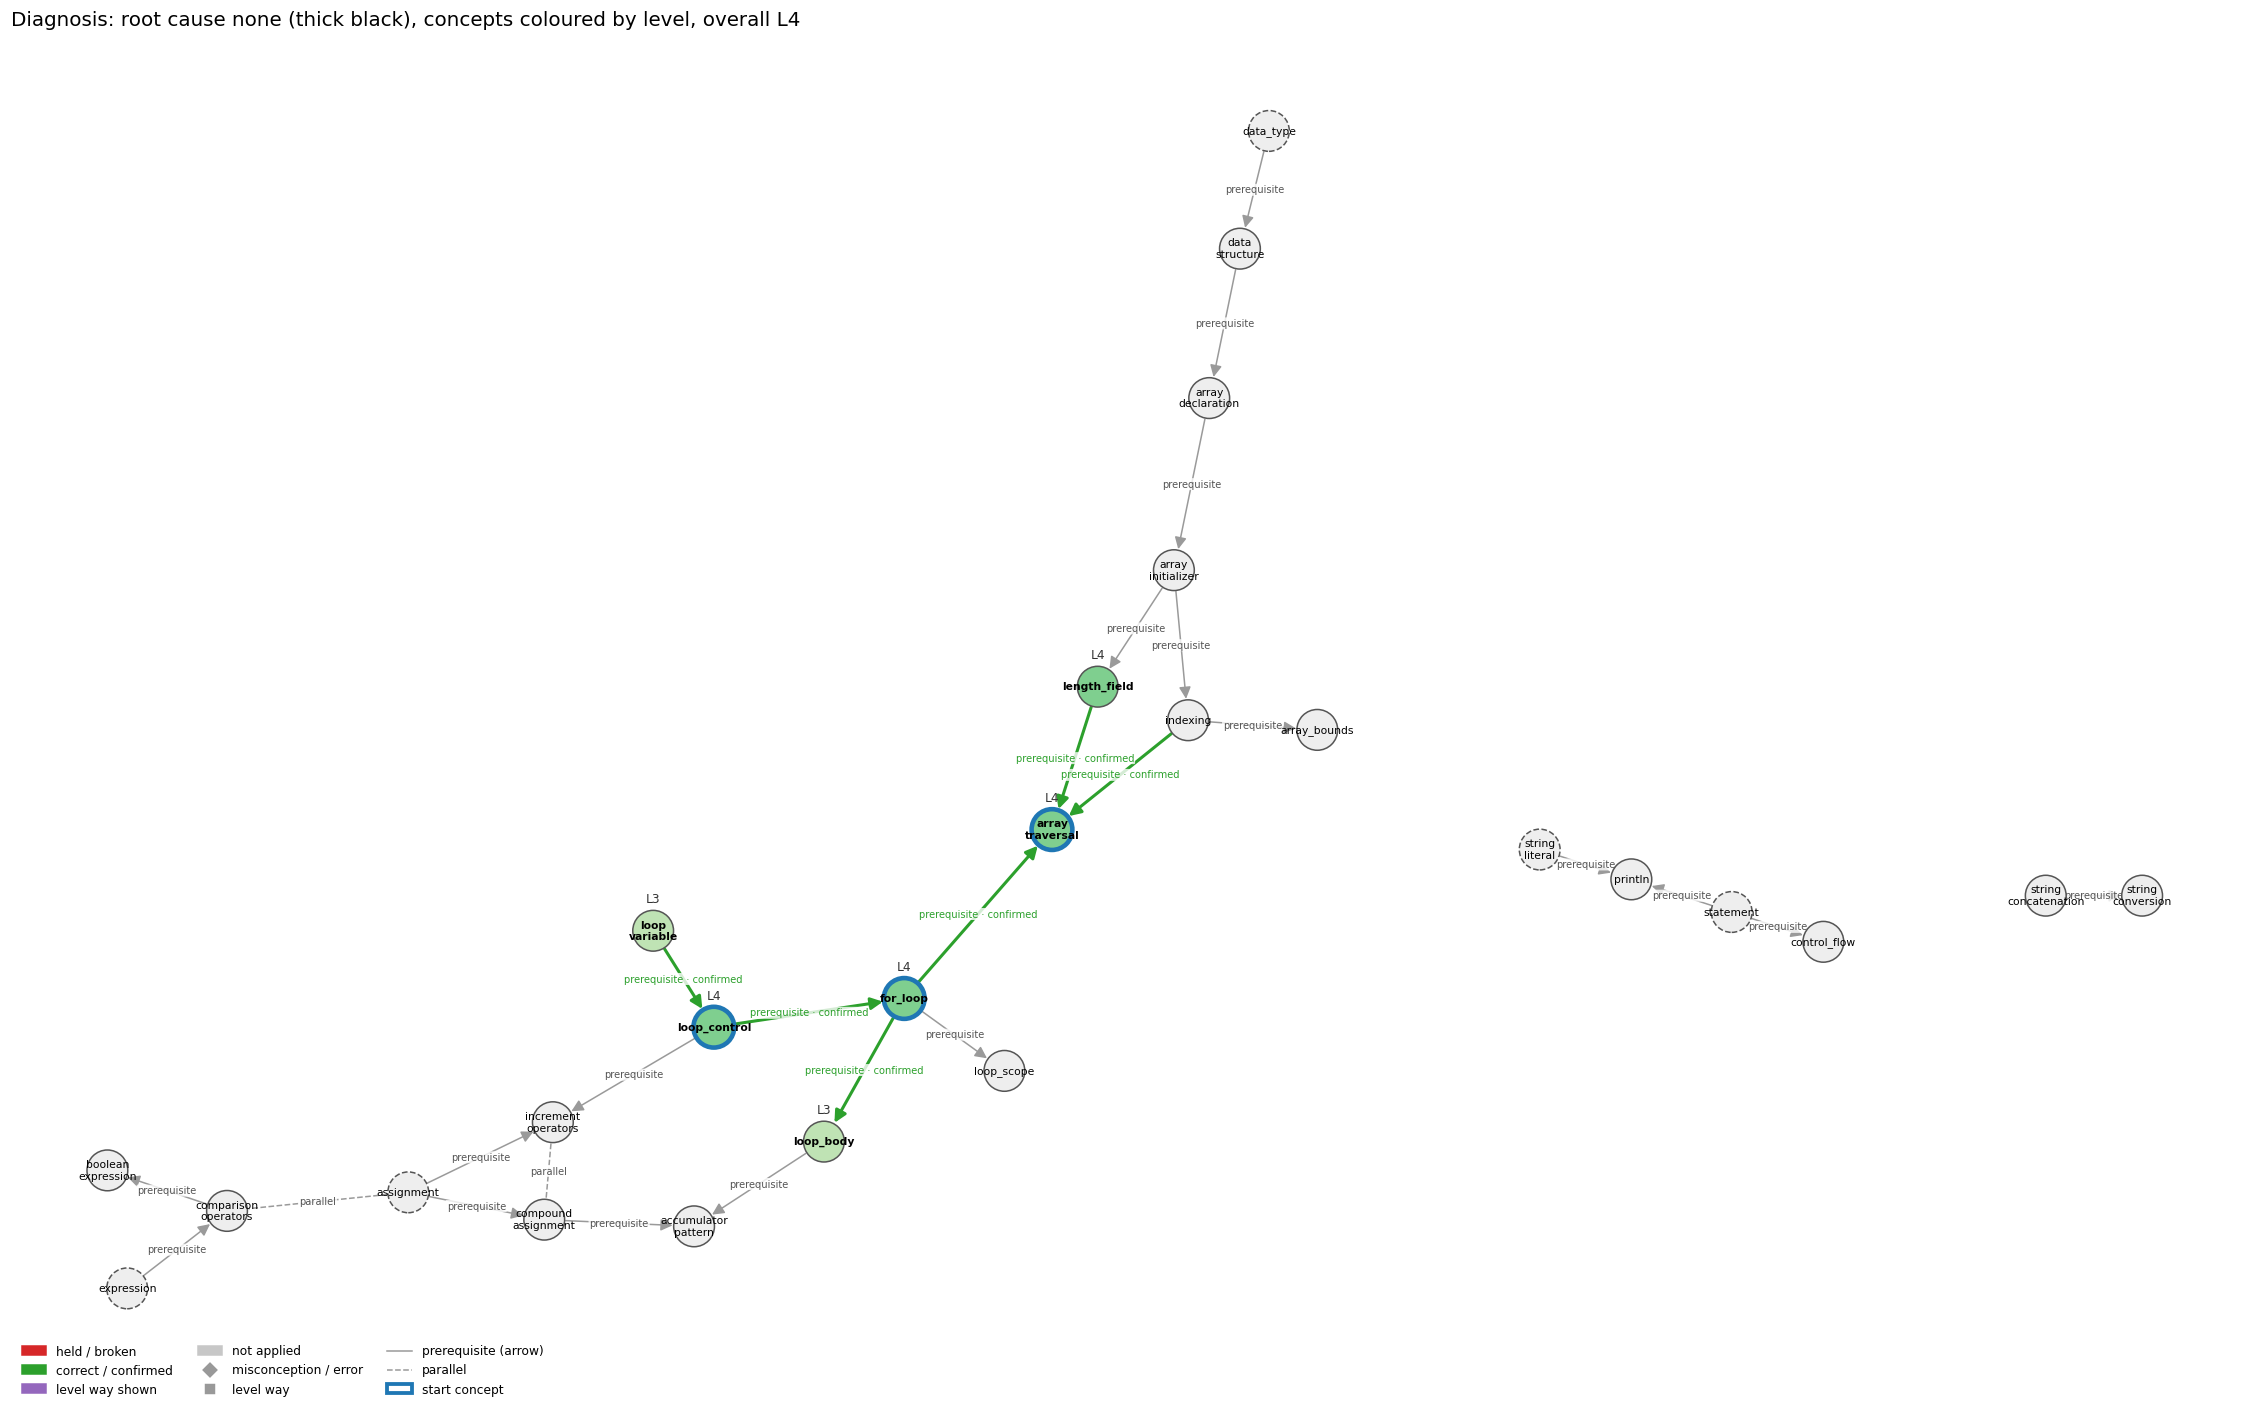 Diagnosis: root cause none (thick black), concepts coloured by level, overall L4
data_type
prerequisite
data
structure
prerequisite
array
declaration
prerequisite
array
initializer
prerequisite
prerequisite
L4
length_field
indexing
prerequisite
array_bounds
prerequisite · confirmed
prerequisite · confirmed
L4
array
traversal
string
literal
prerequisite
println
prerequisite
statement
prerequisite
control_flow
string
concatenation
prerequisite
string
conversion
L3
loop
variable
prerequisite · confirmed
prerequisite · confirmed
L4
loop_control
prerequisite · confirmed
L4
for_loop
prerequisite
loop_scope
prerequisite
prerequisite · confirmed
L3
loop_body
increment
operators
prerequisite
parallel
boolean
expression
prerequisite
comparison
operators
parallel
assignment
prerequisite
compound
assignment
prerequisite
accumulator
pattern
prerequisite
prerequisite
expression
held / broken
correct / confirmed
level way shown
not applied
misconception / error
level way
prerequisite (arrow)
parallel
start concept